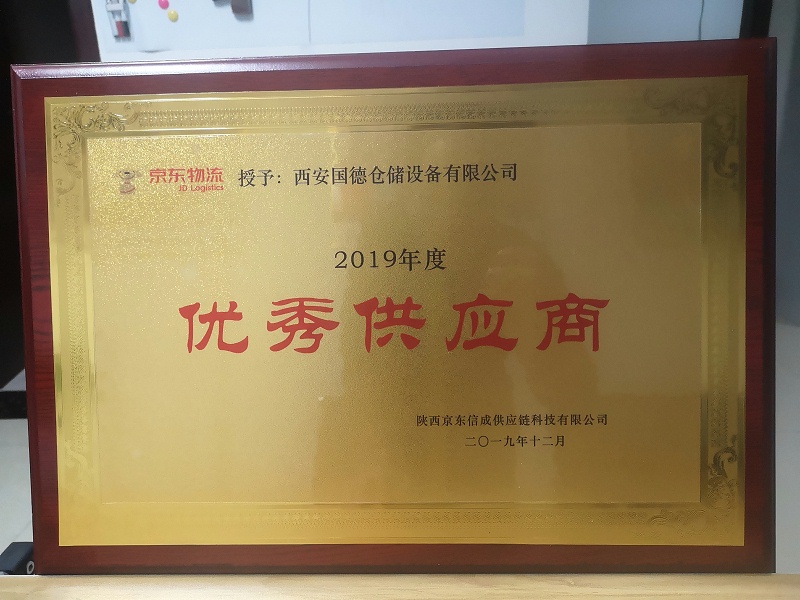 京东物流
JD Logistics
授予：西安国德仓储设备有限公司
2019年度
优秀供应商
陕西京东信成供应链科技有限公司
二〇一九年十二月